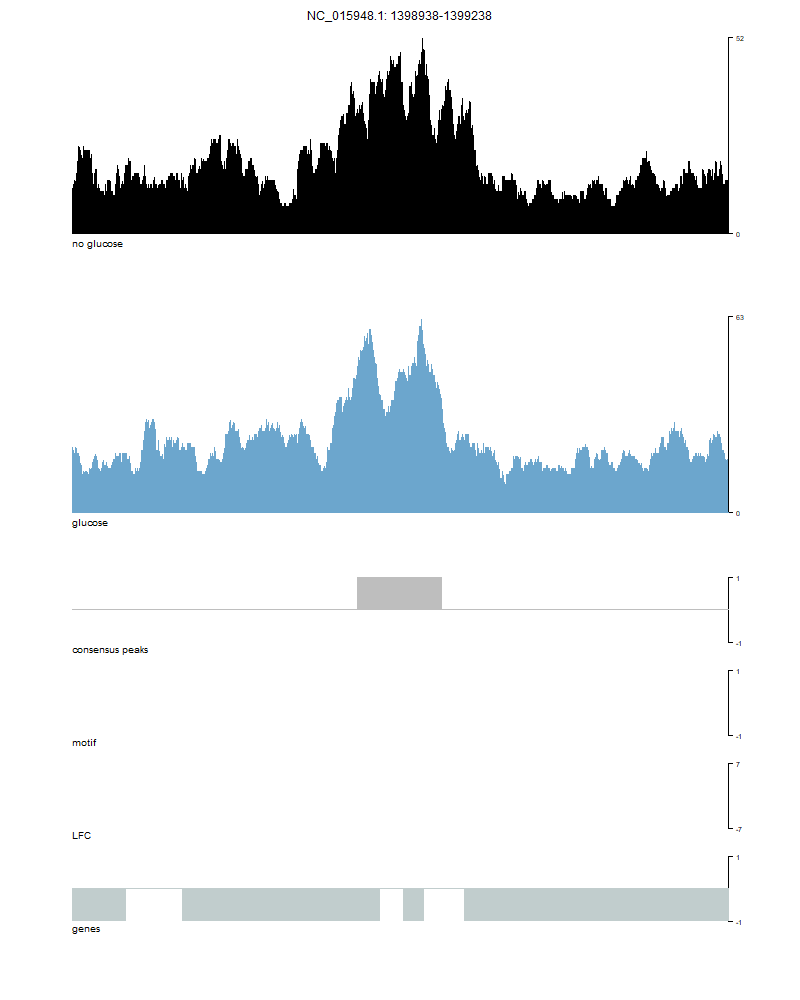 NC_015948.1: 1398938-1399238
52
0
no glucose
63
0
glucose
1
-1
consensus peaks
1
-1
motif
7
-7
LFC
1
-1
genes